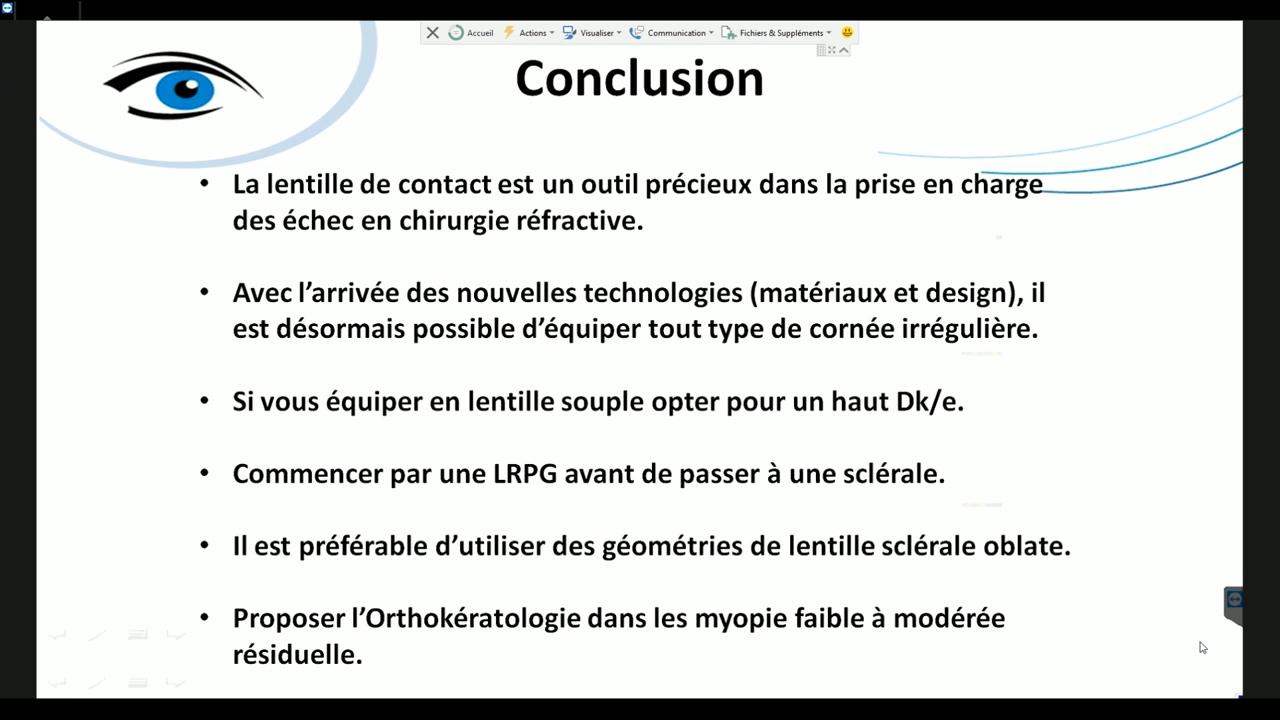 Accueil
Actions
Visualiser
Communication
Fichiers & Suppléments
Conclusion
• La lentille de contact est un outil précieux dans la prise en charge
des échec en chirurgie réfractive.
• Avec l’arrivée des nouvelles technologies (matériaux et design), il
est désormais possible d’équiper tout type de cornée irrégulière.
• Si vous équiper en lentille souple opter pour un haut Dk/e.
• Commencer par une LRPG avant de passer à une sclérale.
• Il est préférable d’utiliser des géométries de lentille sclérale oblate.
• Proposer l’Orthokératologie dans les myopie faible à modérée
résiduelle.